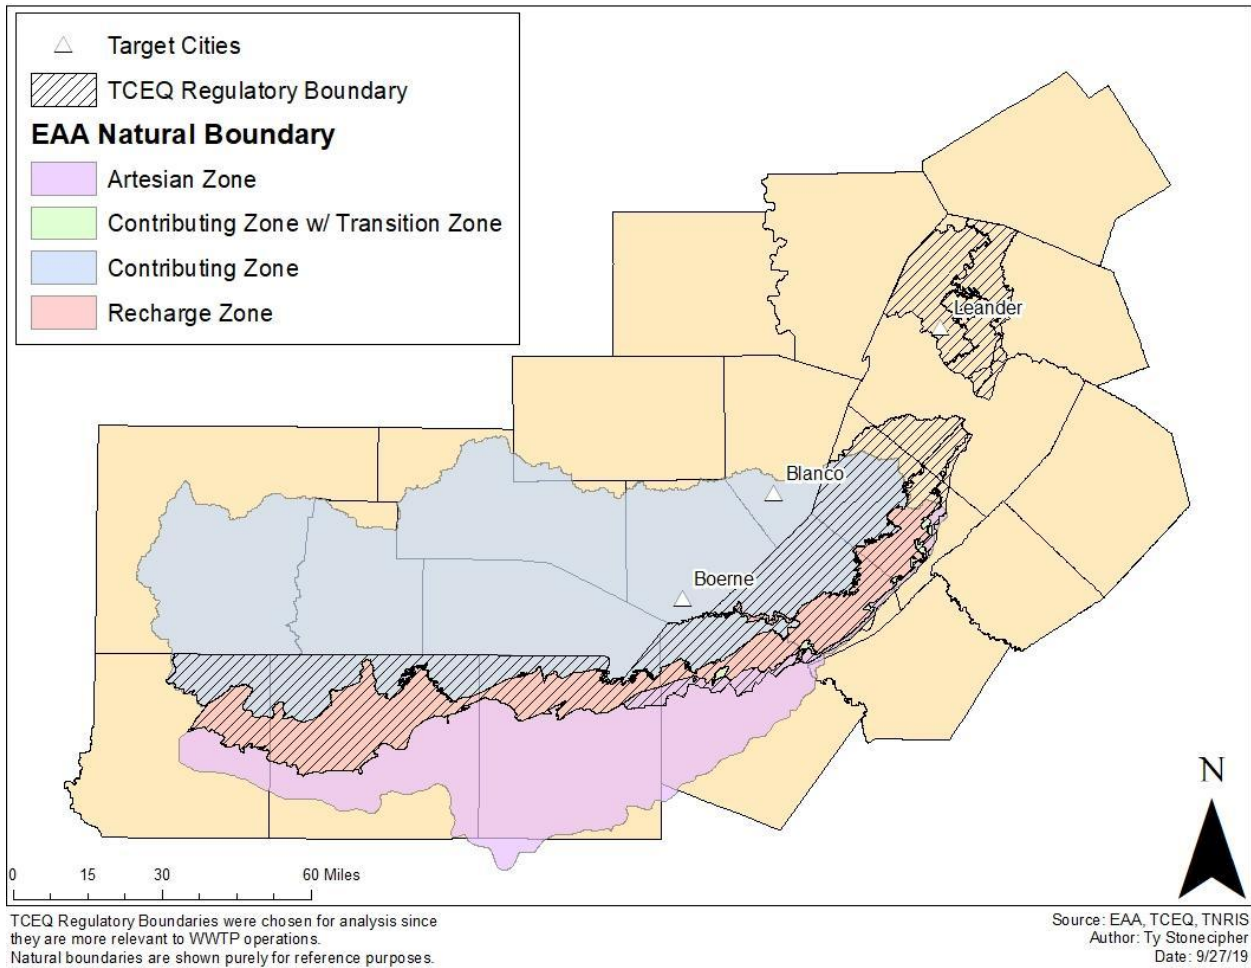 Target Cities
TCEQ Regulatory Boundary
EAA Natural Boundary
Artesian Zone
Contributing Zone w/ Transition Zone
Contributing Zone
Recharge Zone
Leander
Blanco
Boerne
N
0 15 30 60 Miles
TCEQ Regulatory Boundaries were chosen for analysis since
they are more relevant to WWTP operations.
Natural boundaries are shown purely for reference purposes.
Source: EAA, TCEQ, TNRIS
Author: Ty Stonecipher
Date: 9/27/19